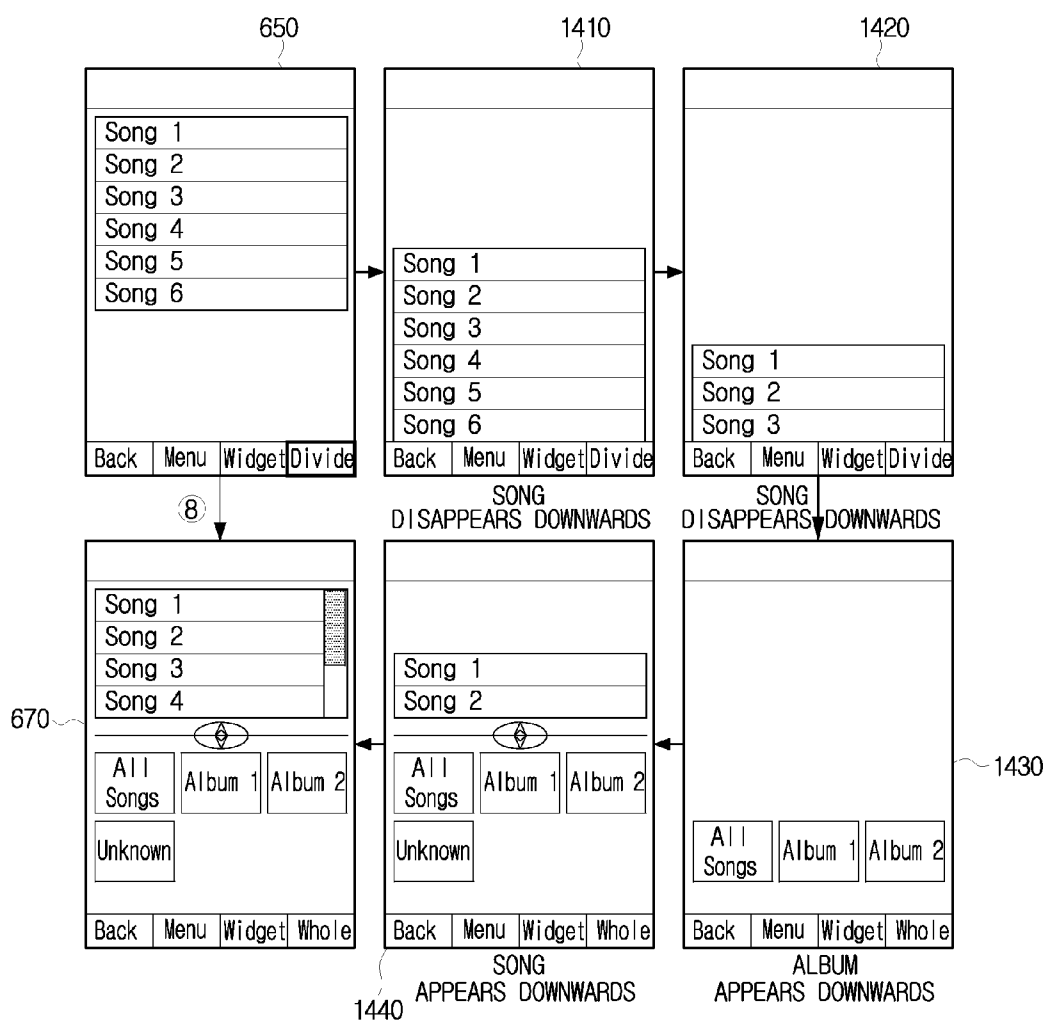 650
1410
1420
Song 1
Song 2
Song 3
Song 4
Song 5
Song 6
Back Menu Widget Divide
Song 1
Song 2
Song 3
Song 4
Song 5
Song 6
Back Menu Widget Divide
SONG
DISAPPEARS DOWNWARDS
Song 1
Song 2
Song 3
Back Menu Widget Divide
SONG
DISAPPEARS DOWNWARDS
8
670
Song 1
Song 2
Song 3
Song 4
All
Songs
Album 1
Album 2
Unknown
Back Menu Widget Whole
Song 1
Song 2
All
Songs
Album 1
Album 2
Unknown
Back Menu Widget Whole
SONG
APPEARS DOWNWARDS
1440
1430
All
Songs
Album 1
Album 2
Back Menu Widget Whole
ALBUM
APPEARS DOWNWARDS